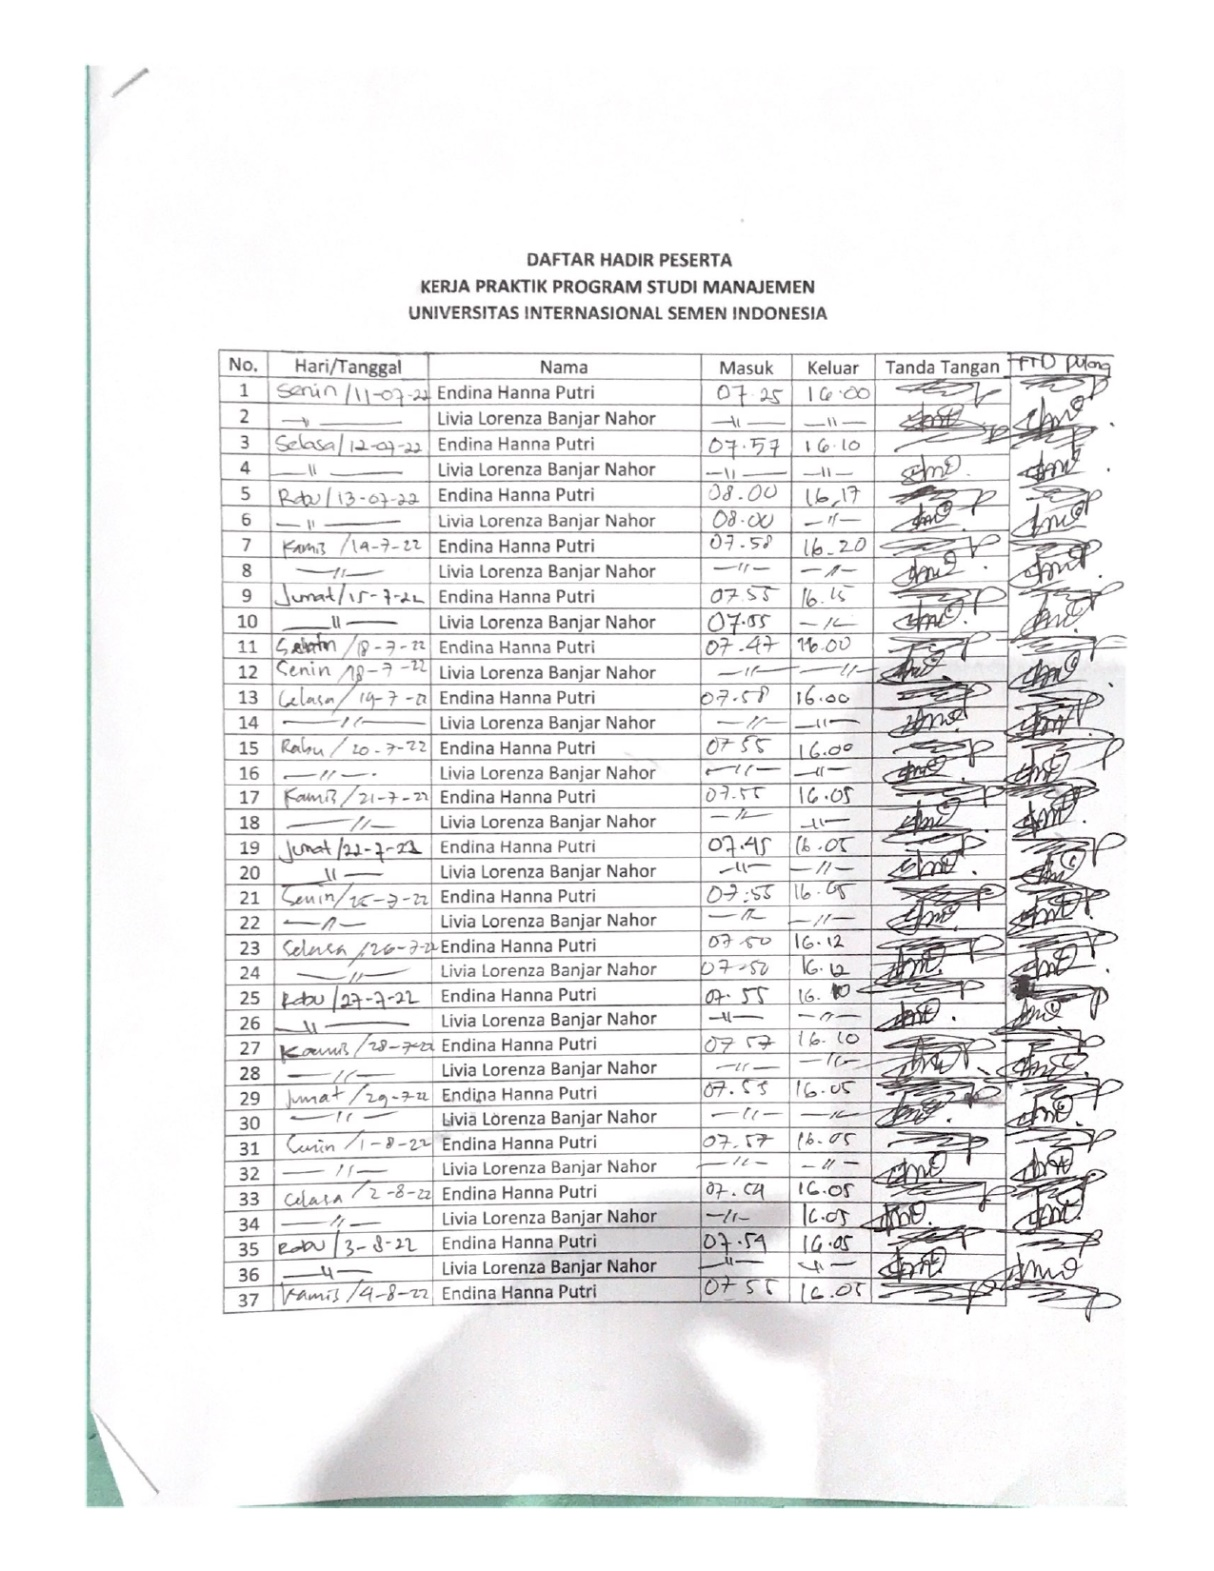 DAFTAR HADIR PESERTA
KERJA PRAKTIK PROGRAM STUDI MANAJEMEN
UNIVERSITAS INTERNASIONAL SEMEN INDONESIA
No. Hari/Tanggal Nama Masuk Keluar Tanda Tangan TTD pulang
1 Senin /11-07-22 Endina Hanna Putri 07.25 16.00
2 —〃— Livia Lorenza Banjar Nahor —〃— —〃—
3 Selasa/12-07-22 Endina Hanna Putri 07.57 16.10
4 —〃— Livia Lorenza Banjar Nahor —〃— —〃—
5 Rabu/13-07-22 Endina Hanna Putri 08.00 16.17
6 —〃— Livia Lorenza Banjar Nahor 08.00 —〃—
7 Kamis /14-7-22 Endina Hanna Putri 07.58 16.20
8 —〃— Livia Lorenza Banjar Nahor —〃— —〃—
9 Jumat/15-7-22 Endina Hanna Putri 07.55 16.15
10 —〃— Livia Lorenza Banjar Nahor 07.55 —〃—
11 /18-7-22 Endina Hanna Putri 07.47 16.00
12 Senin /18-7-22 Livia Lorenza Banjar Nahor —〃— —〃—
13 Selasa/ 19-7-22 Endina Hanna Putri 07.58 16.00
14 —〃— Livia Lorenza Banjar Nahor —〃— —〃—
15 Rabu / 20-7-22 Endina Hanna Putri 07.55 16.00
16 —〃— Livia Lorenza Banjar Nahor —〃— —〃—
17 Kamis/21-7-22 Endina Hanna Putri 07.55 16.05
18 —〃— Livia Lorenza Banjar Nahor —〃— —〃—
19 Jumat/22-7-22 Endina Hanna Putri 07.45 16.05
20 —〃— Livia Lorenza Banjar Nahor —〃— —〃—
21 Senin/25-7-22 Endina Hanna Putri 07.55 16.05
22 —〃— Livia Lorenza Banjar Nahor —〃— —〃—
23 Selasa /26-7-22 Endina Hanna Putri 07.50 16.12
24 —〃— Livia Lorenza Banjar Nahor 07.50 16.12
25 Rabu/27-7-22 Endina Hanna Putri 07.55 16.10
26 —〃— Livia Lorenza Banjar Nahor —〃— —〃—
27 Kamis/28-7-22 Endina Hanna Putri 07.57 16.10
28 —〃— Livia Lorenza Banjar Nahor —〃— —〃—
29 Jumat/29-7-22 Endina Hanna Putri 07.53 16.05
30 —〃— Livia Lorenza Banjar Nahor —〃— —〃—
31 Senin/1-8-22 Endina Hanna Putri 07.57 16.05
32 —〃— Livia Lorenza Banjar Nahor —〃— —〃—
33 Selasa/2-8-22 Endina Hanna Putri 07.54 16.05
34 —〃— Livia Lorenza Banjar Nahor —〃— 16.05
35 Rabu/3-8-22 Endina Hanna Putri 07.54 16.05
36 —〃— Livia Lorenza Banjar Nahor —〃— —〃—
37 Kamis/4-8-22 Endina Hanna Putri 07.55 16.05